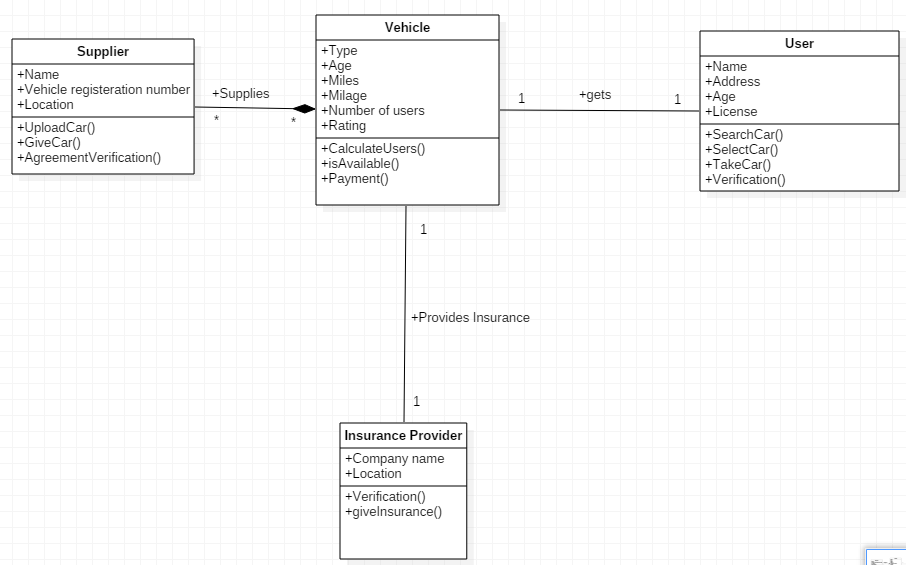 Supplier
+Name
+Vehicle registeration number
+Location
+UploadCar()
+GiveCar()
+AgreementVerification()
+Supplies
*
*
Vehicle
+Type
+Age
+Miles
+Milage
+Number of users
+Rating
+CalculateUsers()
+isAvailable()
+Payment()
1
+gets
1
User
+Name
+Address
+Age
+License
+SearchCar()
+SelectCar()
+TakeCar()
+Verification()
1
+Provides Insurance
1
Insurance Provider
+Company name
+Location
+Verification()
+giveInsurance()